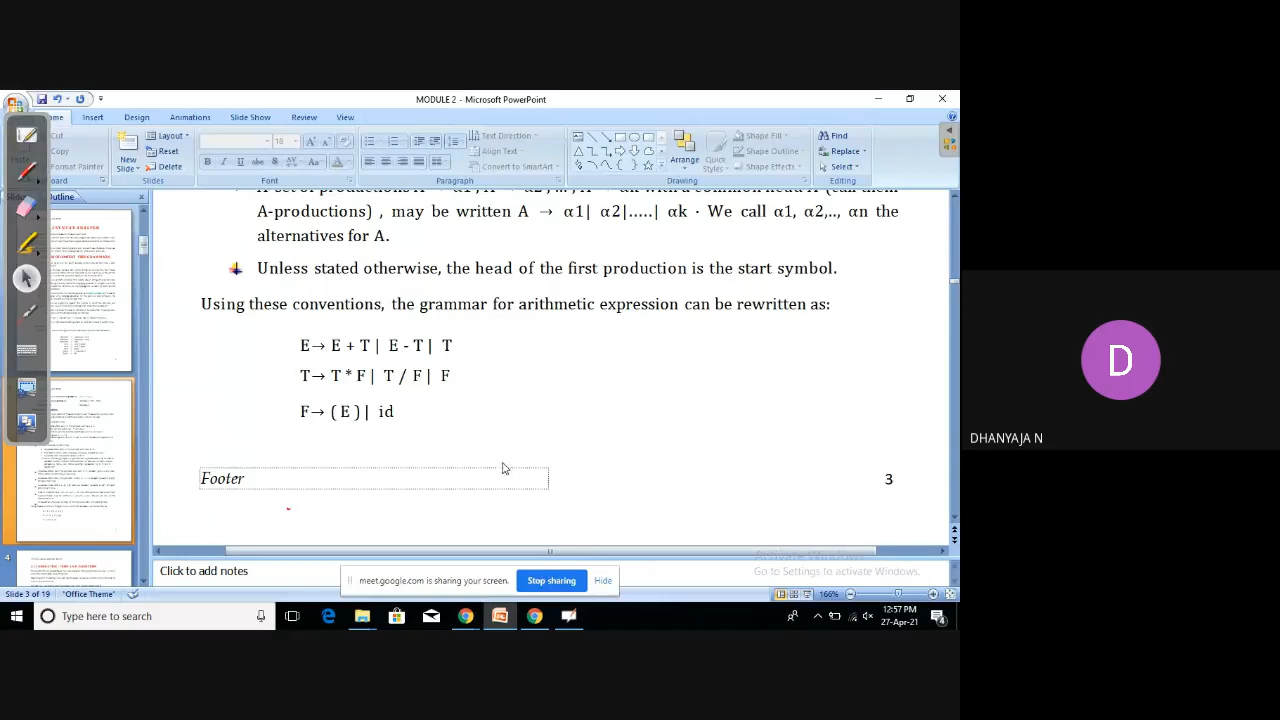 MODULE 2 - Microsoft PowerPoint
Insert
Design
Animations
Slide Show
Review
View
Cut
Copy
Format Painter
New
Slide
Layout
Reset
Delete
Slides
16
Font
Text Direction
Align Text
Convert to SmartArt
Paragraph
Arrange
Quick
Styles
Shape Fill
Shape Outline
Shape Effects
Drawing
Find
Replace
Select
Editing
Outline
A-productions) , may be written A → α1| α2|.....| αk · We call α1, α2,.., αn the
alternatives for A.
Unless stated otherwise, the head of the first production is the start symbol.
Using these convention, the grammar for arithmetic expression can be rewritten as:
E→ E + T | E - T | T
T→ T * F | T / F | F
F→ ( E ) | id
Footer
3
4
Click to add notes
Go to Settings to activate Windows.
meet.google.com is sharing your screen.
Stop sharing
Hide
Slide 3 of 19
"Office Theme"
166%
Type here to search
12:57 PM
27-Apr-21
4
D
DHANYAJA N